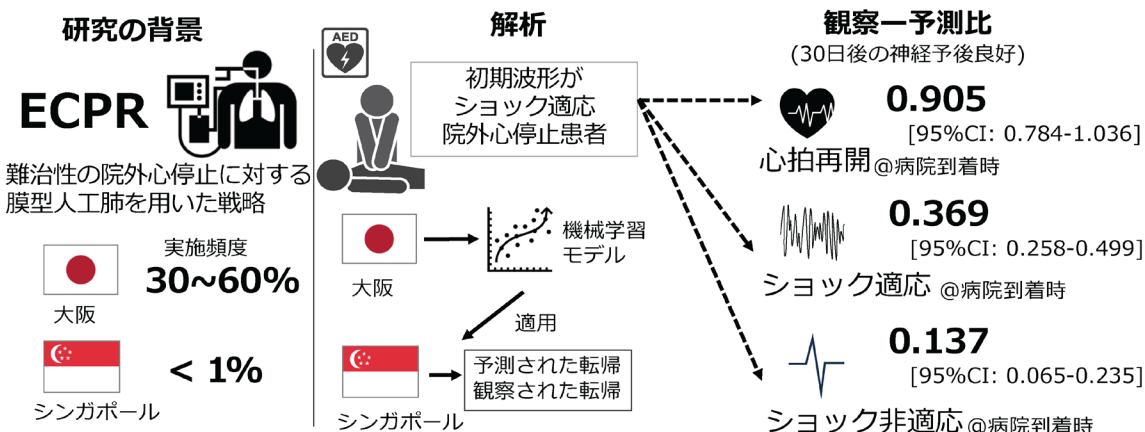 研究の背景
ECPR
難治性の院外心停止に対する
膜型人工肺を用いた戦略
実施頻度
30~60%
大阪
< 1%
シンガポール
解析
AED
初期波形が
ショック適応
院外心停止患者
機械学習
モデル
大阪
適用
予測された転帰
観察された転帰
シンガポール
観察ー予測比
(30日後の神経予後良好)
0.905
[95%CI: 0.784-1.036]
心拍再開 @病院到着時
0.369
[95%CI: 0.258-0.499]
ショック適応 @病院到着時
0.137
[95%CI: 0.065-0.235]
ショック非適応 @病院到着時